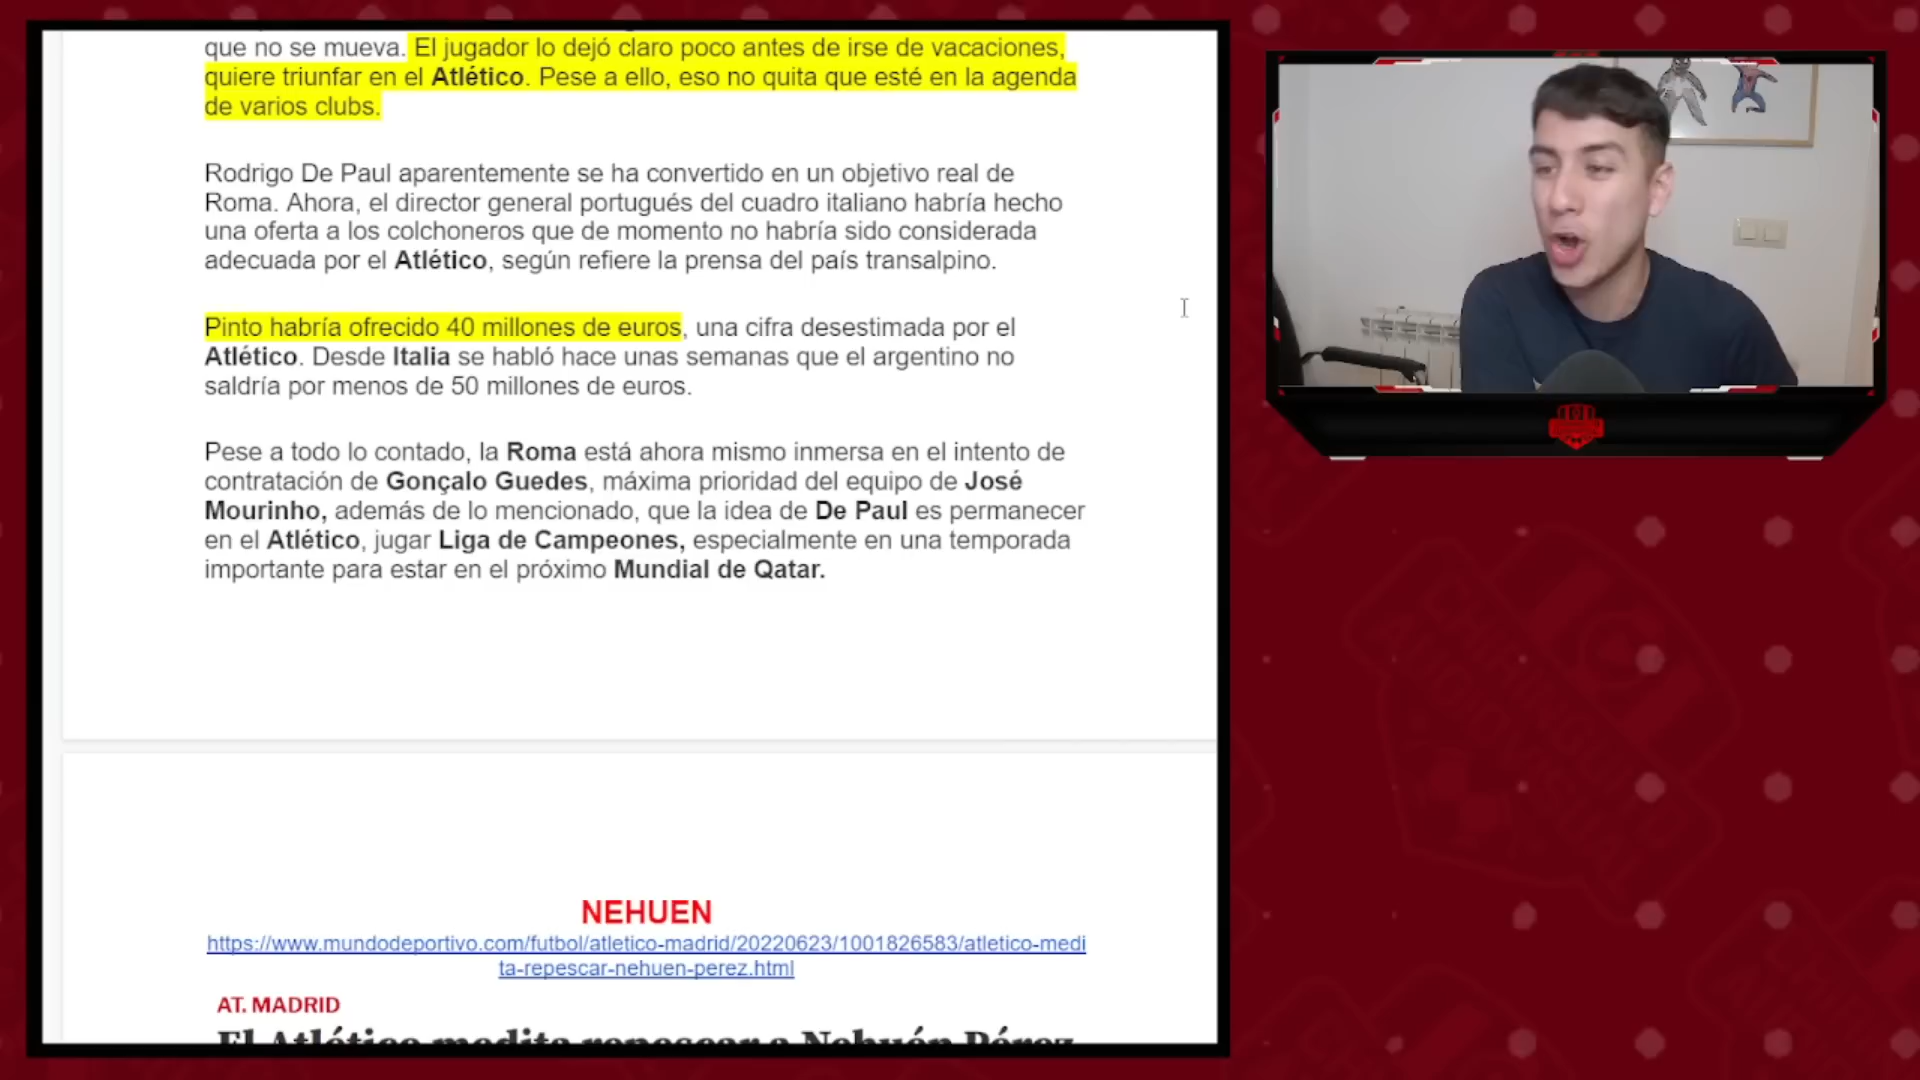 que no se mueva. El jugador lo dejó claro poco antes de irse de vacaciones,
quiere triunfar en el Atlético. Pese a ello, eso no quita que esté en la agenda
de varios clubs.
Rodrigo De Paul aparentemente se ha convertido en un objetivo real de
Roma. Ahora, el director general portugués del cuadro italiano habría hecho
una oferta a los colchoneros que de momento no habría sido considerada
adecuada por el Atlético, según refiere la prensa del país transalpino.
Pinto habría ofrecido 40 millones de euros, una cifra desestimada por el
Atlético. Desde Italia se habló hace unas semanas que el argentino no
saldría por menos de 50 millones de euros.
Pese a todo lo contado, la Roma está ahora mismo inmersa en el intento de
contratación de Gonçalo Guedes, máxima prioridad del equipo de José
Mourinho, además de lo mencionado, que la idea de De Paul es permanecer
en el Atlético, jugar Liga de Campeones, especialmente en una temporada
importante para estar en el próximo Mundial de Qatar.
NEHUEN
https://www.mundodeportivo.com/futbol/atletico-madrid/20220623/1001826583/atletico-medi
ta-repescar-nehuen-perez.html
AT. MADRID
El Atlético medita repescar a Nehuén Pérez